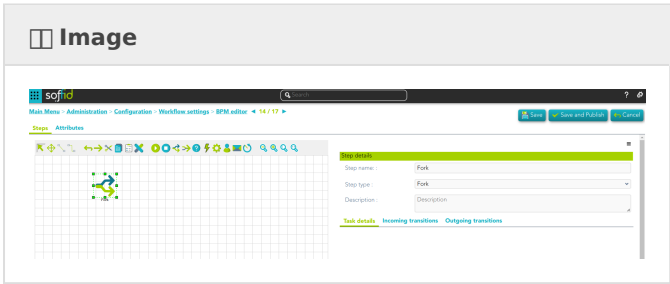 Image
soffid
Search
?
Main Menu > Administration > Configuration > Workflow settings > BPM editor ◄ 14 / 17 ►
Save
Save and Publish
Cancel
Steps Attributes
Step details
Step name : Fork
Step type : Fork
Description : Description
Task details Incoming transitions Outgoing transitions
Fork